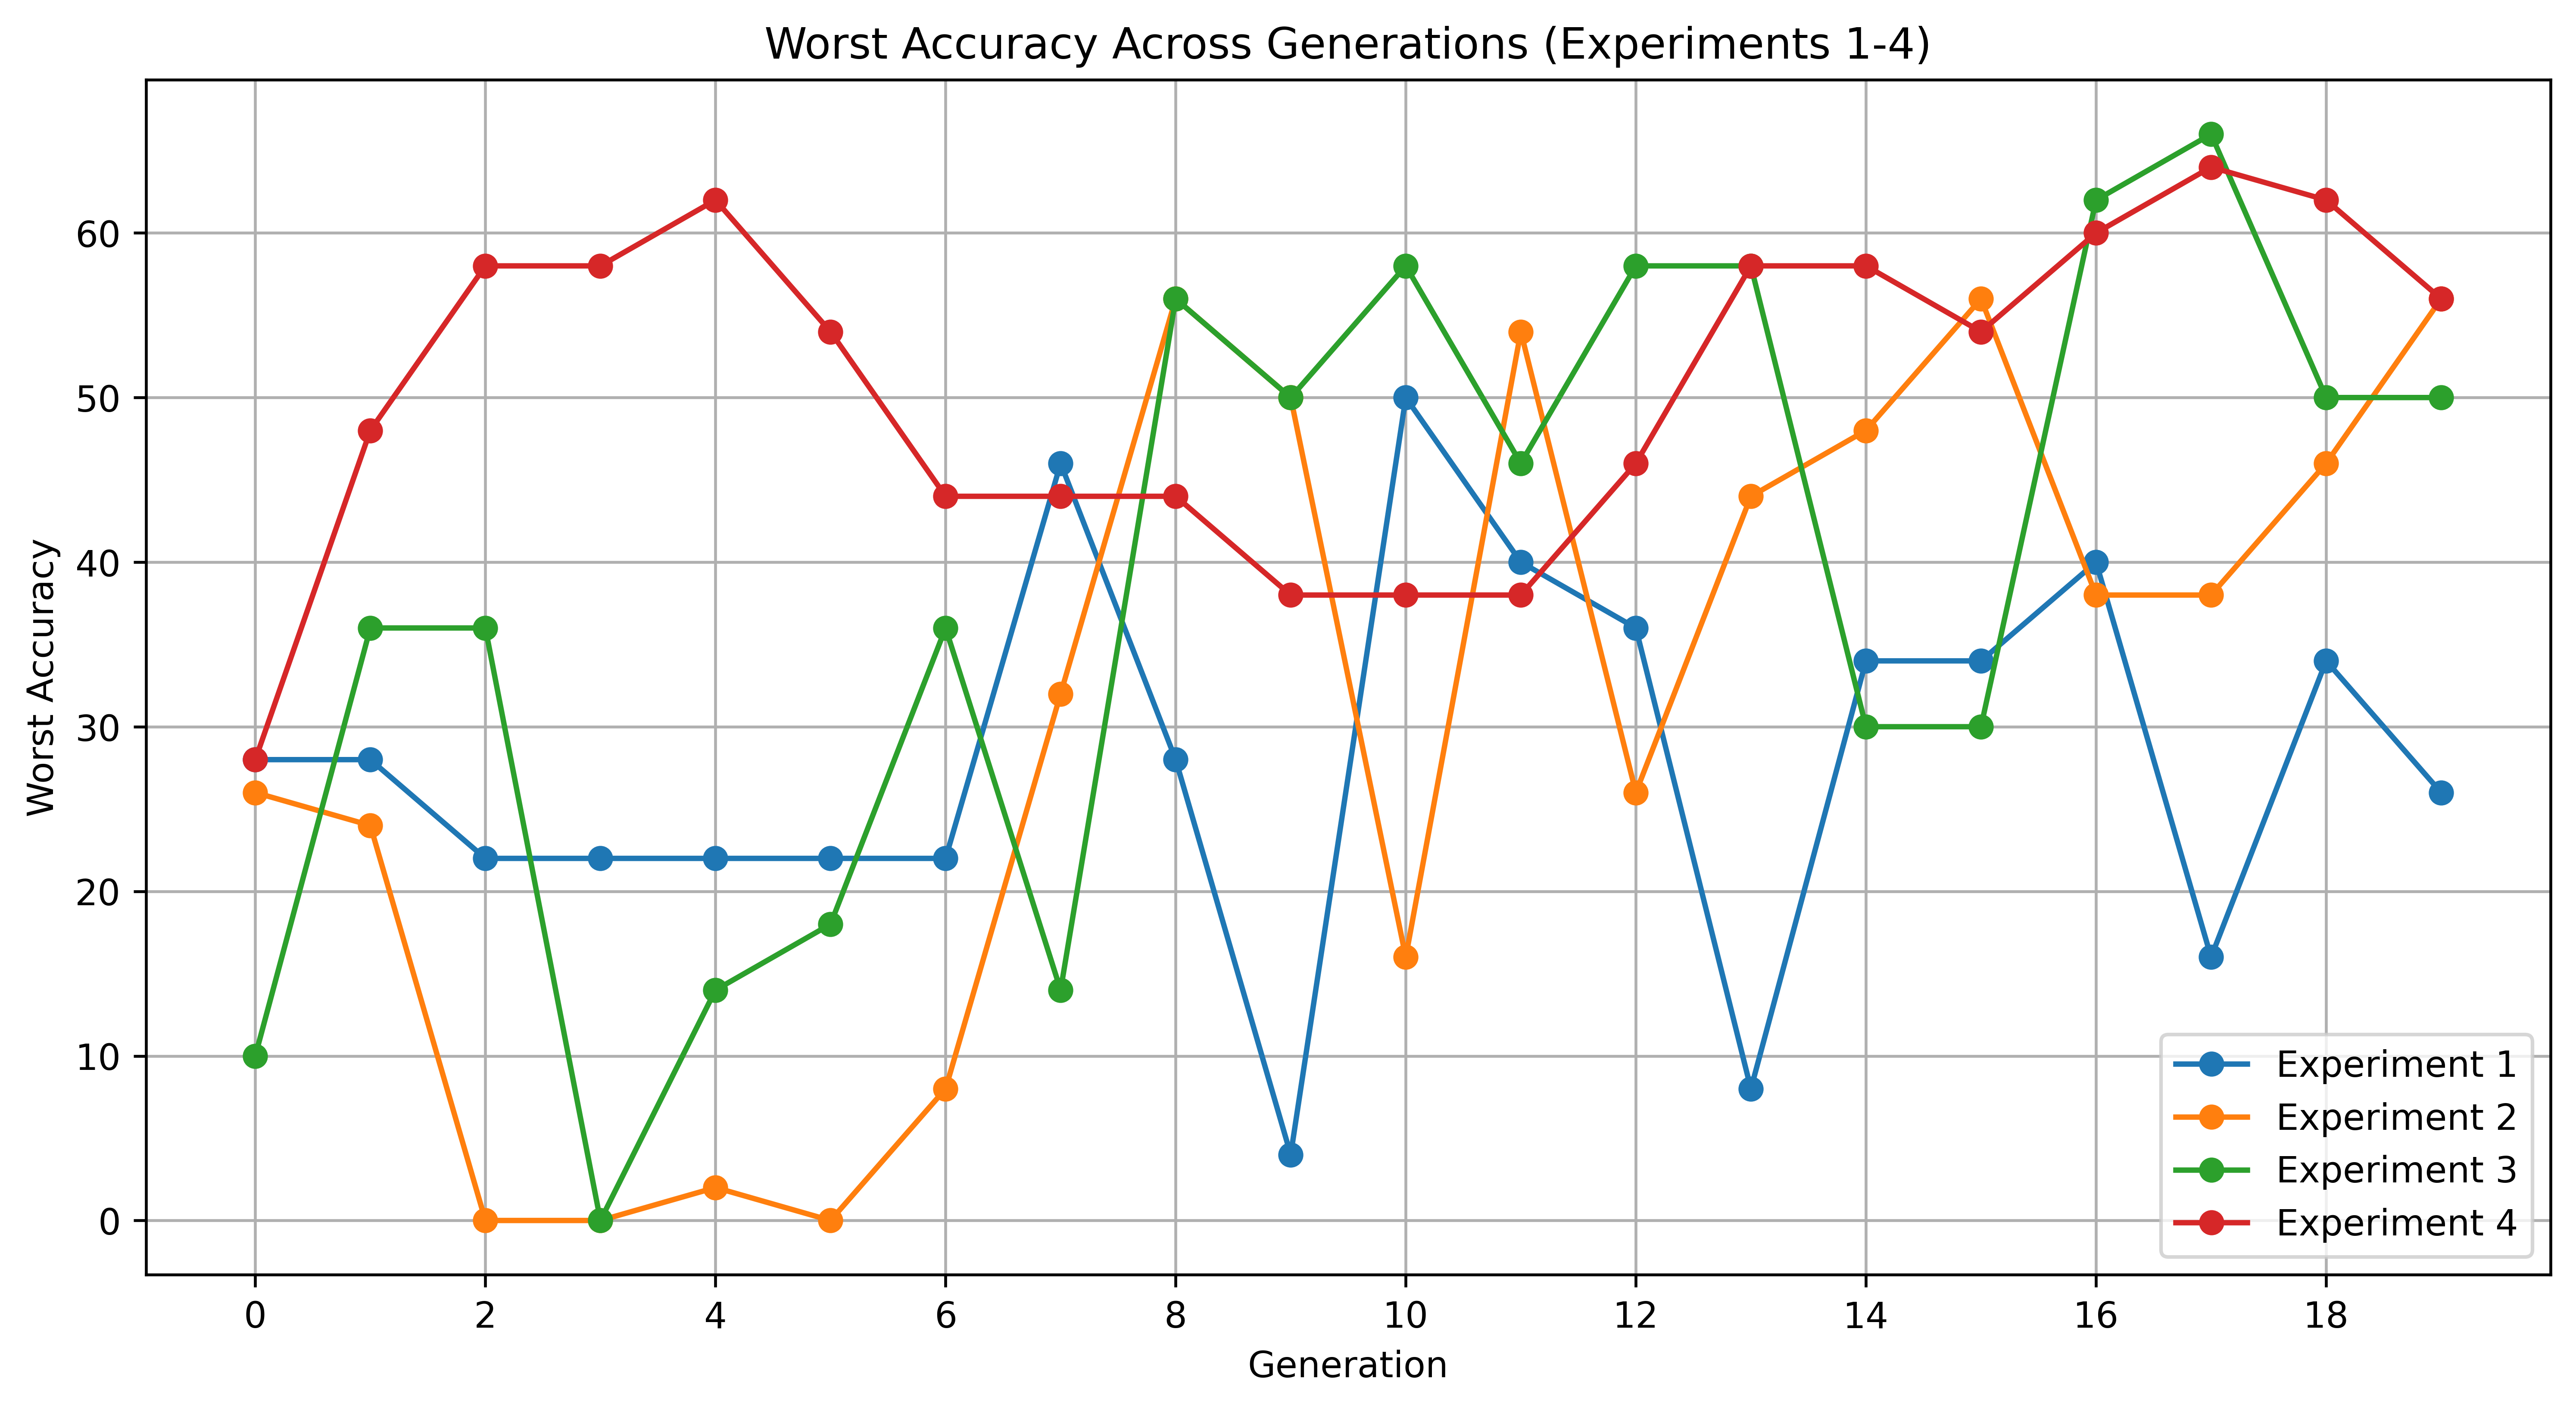 Worst Accuracy Across Generations (Experiments 1-4)
Worst Accuracy
60
50
40
30
20
10
0
0 2 4 6 8 10 12 14 16 18
Generation
Experiment 1
Experiment 2
Experiment 3
Experiment 4